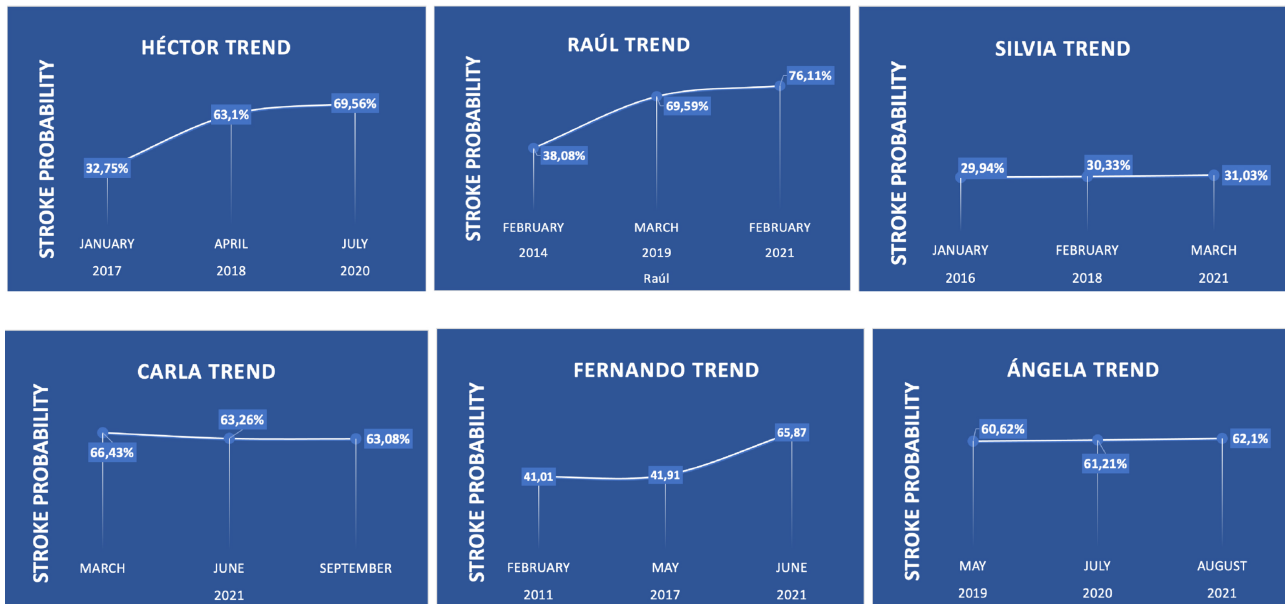 HÉCTOR TREND
STROKE PROBABILITY
32,75%
63,1%
69,56%
JANUARY APRIL JULY
2017 2018 2020
RAÚL TREND
STROKE PROBABILITY
38,08%
69,59%
76,11%
FEBRUARY MARCH FEBRUARY
2014 2019 2021
Raúl
SILVIA TREND
STROKE PROBABILITY
29,94%
30,33%
31,03%
JANUARY FEBRUARY MARCH
2016 2018 2021
CARLA TREND
STROKE PROBABILITY
66,43%
63,26%
63,08%
MARCH JUNE SEPTEMBER
2021
FERNANDO TREND
STROKE PROBABILITY
41,01
41,91
65,87
FEBRUARY MAY JUNE
2011 2017 2021
ÁNGELA TREND
STROKE PROBABILITY
60,62%
61,21%
62,1%
MAY JULY AUGUST
2019 2020 2021